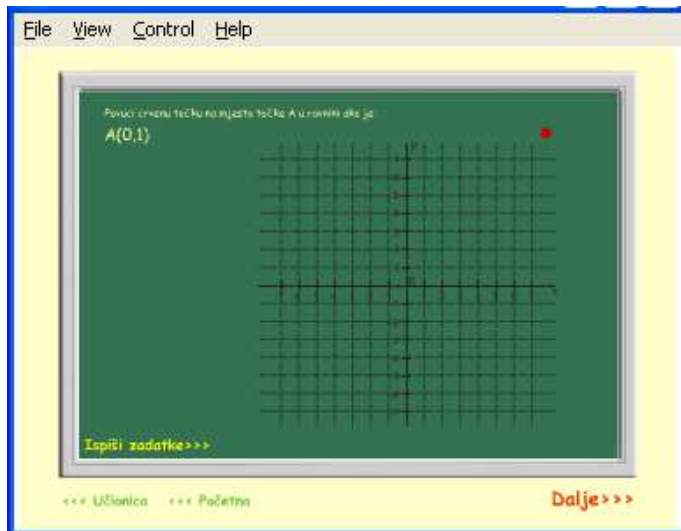 File View Control Help
Povuci crvenu točku na mjesto točke A u ravnini ako je
A(0,1)
Ispiši zadatke>>>
<<< Učionica <<< Početna
Dalje>>>